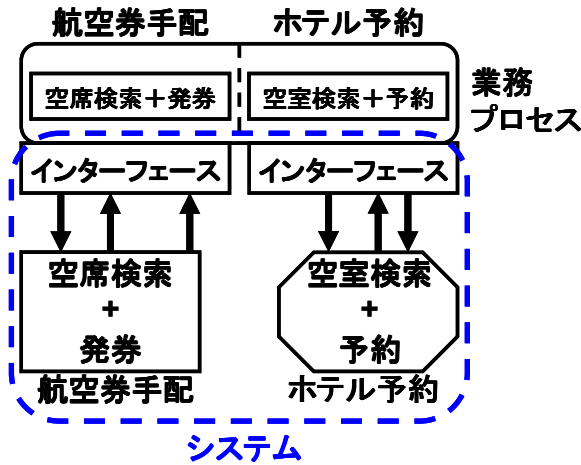 航空券手配
ホテル予約
空席検索＋発券
空室検索＋予約
業務
プロセス
インターフェース
インターフェース
空席検索
+
発券
航空券手配
空室検索
+
予約
ホテル予約
システム